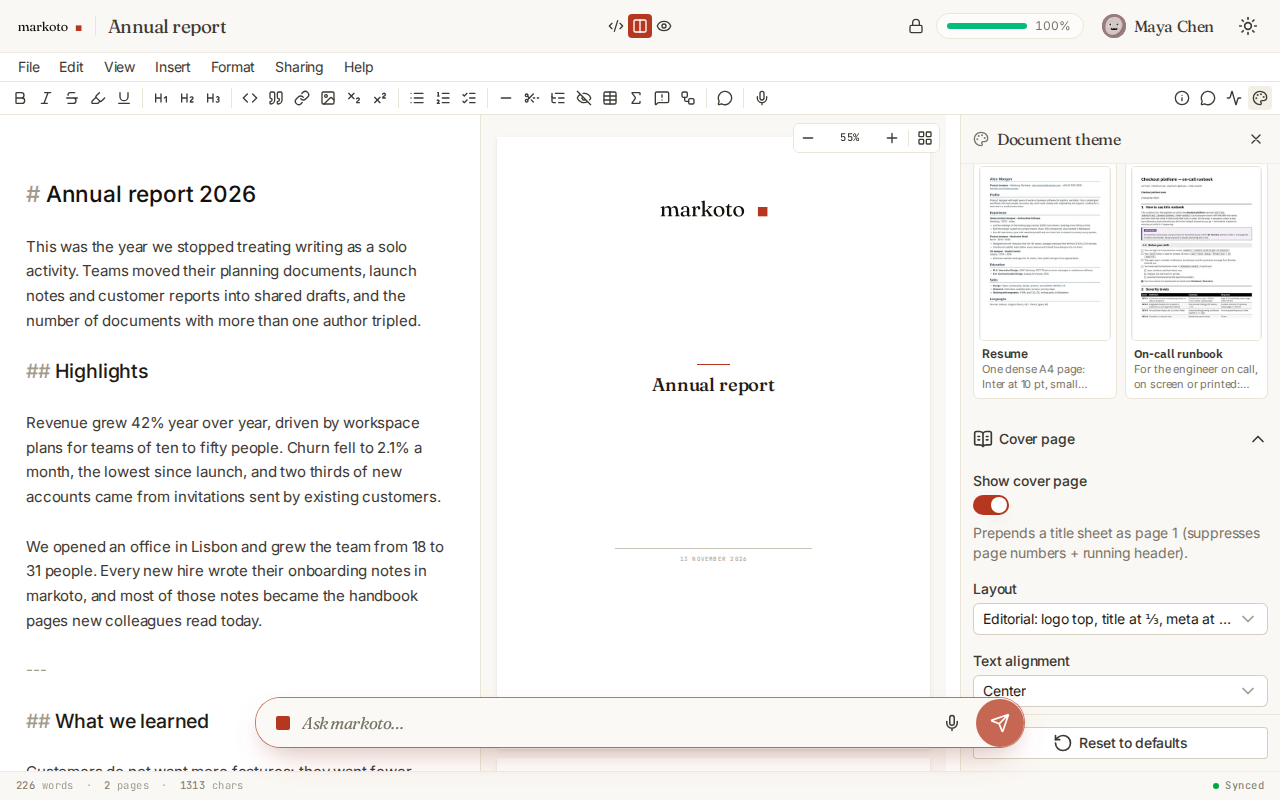 markoto
Annual report
100%
Maya Chen
File Edit View Insert Format Sharing Help
H1 H2 H3
55%
# Annual report 2026
This was the year we stopped treating writing as a solo
activity. Teams moved their planning documents, launch
notes and customer reports into shared drafts, and the
number of documents with more than one author tripled.
## Highlights
Revenue grew 42% year over year, driven by workspace
plans for teams of ten to fifty people. Churn fell to 2.1% a
month, the lowest since launch, and two thirds of new
accounts came from invitations sent by existing customers.
We opened an office in Lisbon and grew the team from 18 to
31 people. Every new hire wrote their onboarding notes in
markoto, and most of those notes became the handbook
pages new colleagues read today.
---
## What we learned
markoto
Annual report
13 NOVEMBER 2026
Document theme
Alex Morgan
Checkout platform — on-call runbook
Resume
One dense A4 page:
Inter at 10 pt, small...
On-call runbook
For the engineer on call,
on screen or printed:...
Cover page
Show cover page
Prepends a title sheet as page 1 (suppresses
page numbers + running header).
Layout
Editorial: logo top, title at ⅓, meta at ...
Text alignment
Center
Reset to defaults
Ask markoto...
226 words · 2 pages · 1313 chars
Synced